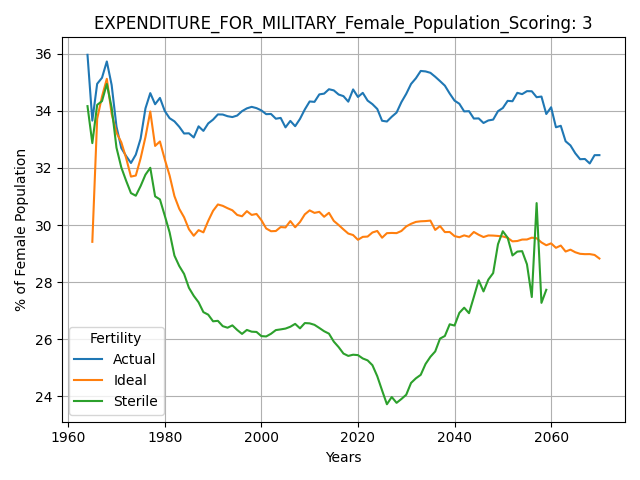 EXPENDITURE_FOR_MILITARY_Female_Population_Scoring: 3
36
34
32
30
28
26
24
% of Female Population
Fertility
Actual
Ideal
Sterile
1960 1980 2000 2020 2040 2060
Years